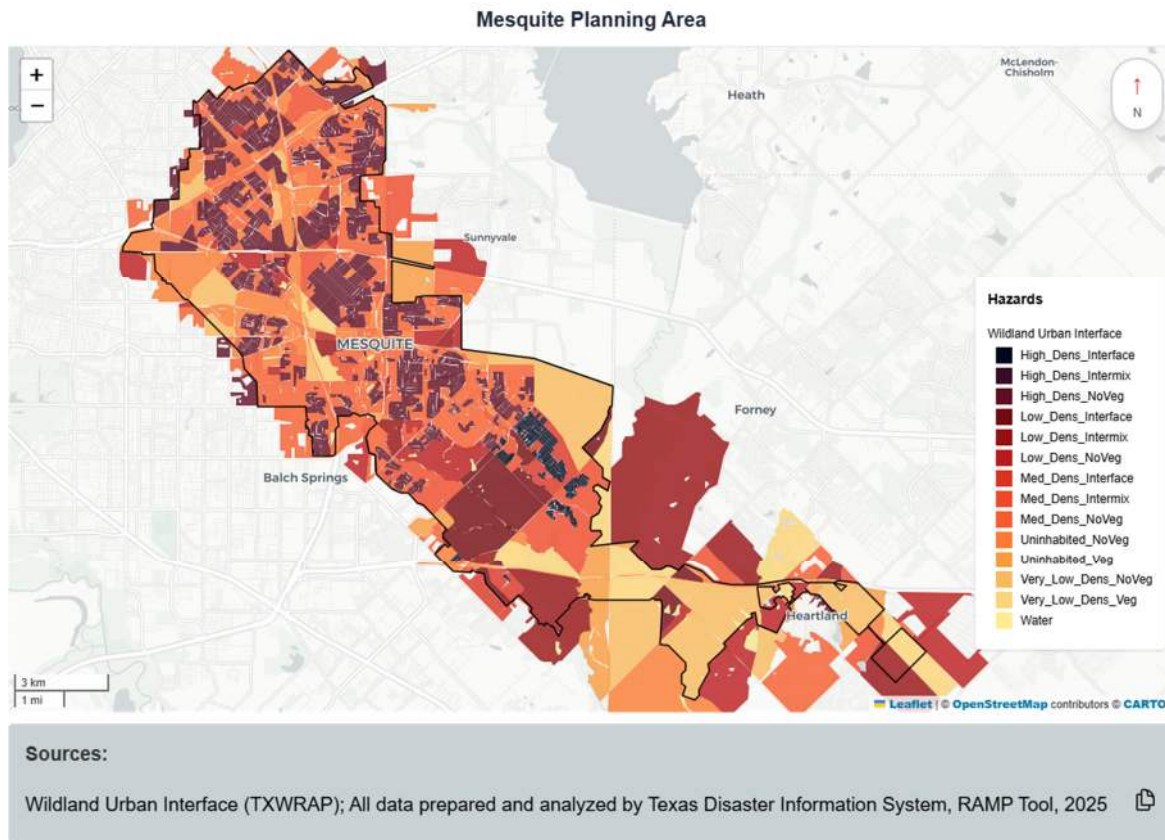 Mesquite Planning Area
+
−
McLendon-
Chisholm
Heath
↑
N
Sunnyvale
MESQUITE
Forney
Balch Springs
Heartland
Hazards
Wildland Urban Interface
High_Dens_Interface
High_Dens_Intermix
High_Dens_NoVeg
Low_Dens_Interface
Low_Dens_Intermix
Low_Dens_NoVeg
Med_Dens_Interface
Med_Dens_Intermix
Med_Dens_NoVeg
Uninhabited_NoVeg
Uninhabited_Veg
Very_Low_Dens_NoVeg
Very_Low_Dens_Veg
Water
3 km
1 mi
Leaflet | © OpenStreetMap contributors © CARTO
Sources:
Wildland Urban Interface (TXWRAP); All data prepared and analyzed by Texas Disaster Information System, RAMP Tool, 2025